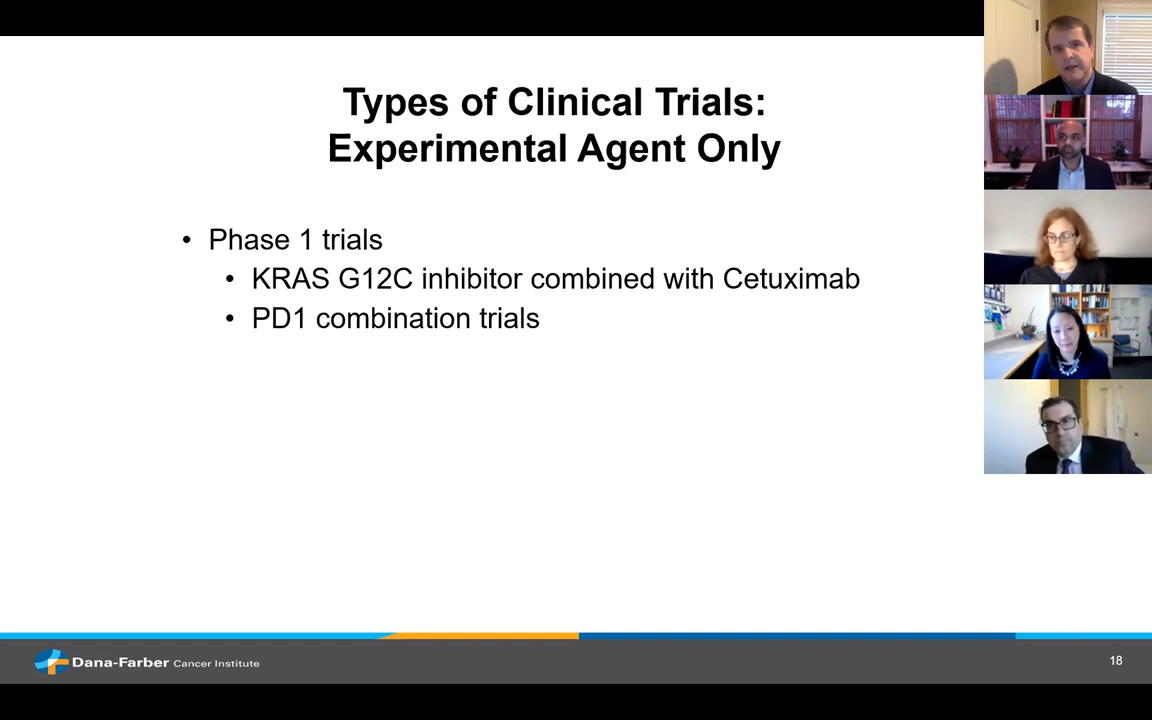 Types of Clinical Trials:
Experimental Agent Only
• Phase 1 trials
• KRAS G12C inhibitor combined with Cetuximab
• PD1 combination trials
Dana-Farber Cancer Institute
18